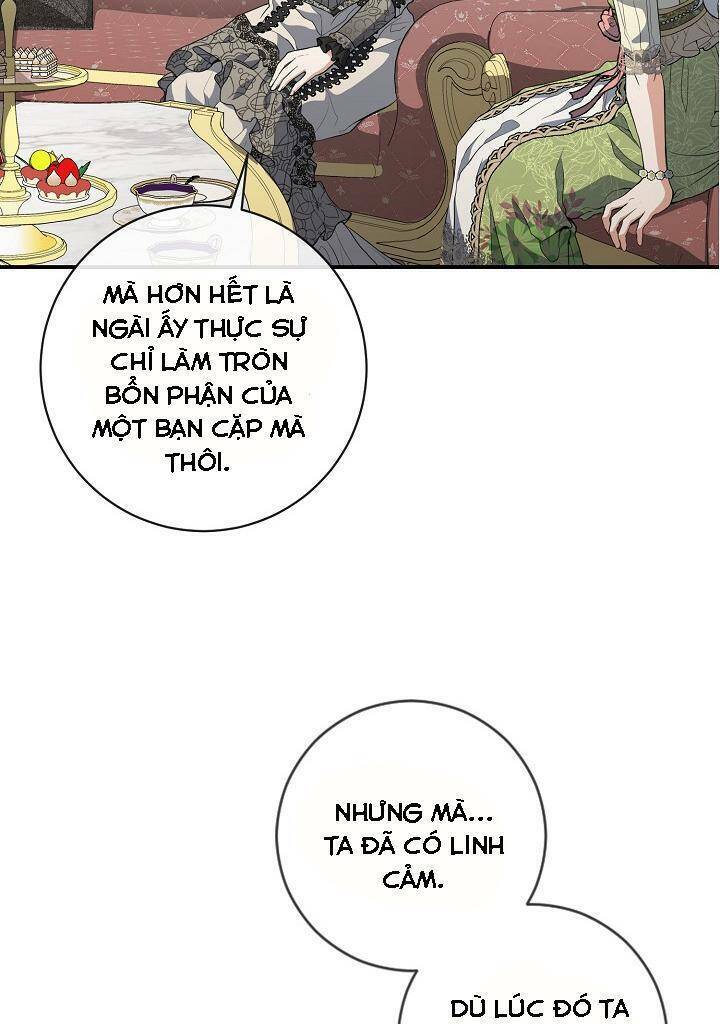 MÀ HƠN HẾT LÀ
NGÀI ẤY THỰC SỰ
CHỈ LÀM TRÒN
BỔN PHẬN CỦA
MỘT BẠN CẶP MÀ
THÔI.
NHƯNG MÀ...
TA ĐÃ CÓ LINH
CẢM.
DÙ LÚC ĐÓ TA